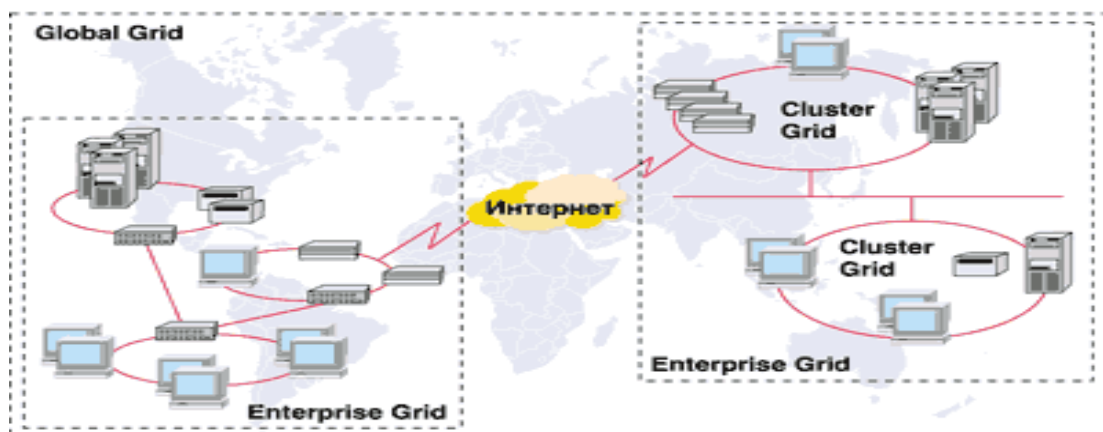 Global Grid
Cluster
Grid
Интернет
Cluster
Grid
Enterprise Grid
Enterprise Grid